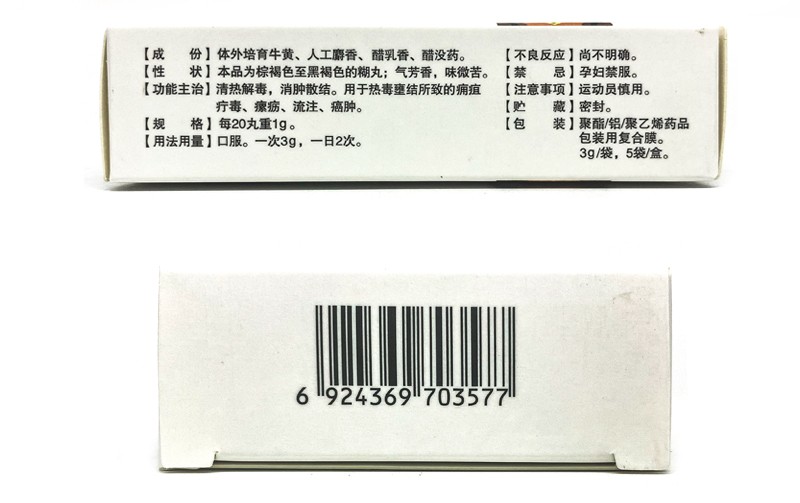 【成　份】体外培育牛黄、人工麝香、醋乳香、醋没药。
【性　状】本品为棕褐色至黑褐色的糊丸；气芳香，味微苦。
【功能主治】清热解毒，消肿散结。用于热毒壅结所致的痈疽
疔毒、瘰疬、流注、癌肿。
【规　格】每20丸重1g。
【用法用量】口服。一次3g，一日2次。
【不良反应】尚不明确。
【禁　忌】孕妇禁服。
【注意事项】运动员慎用。
【贮　藏】密封。
【包　装】聚酯/铝/聚乙烯药品
包装用复合膜。
3g/袋，5袋/盒。
6 924369 703577